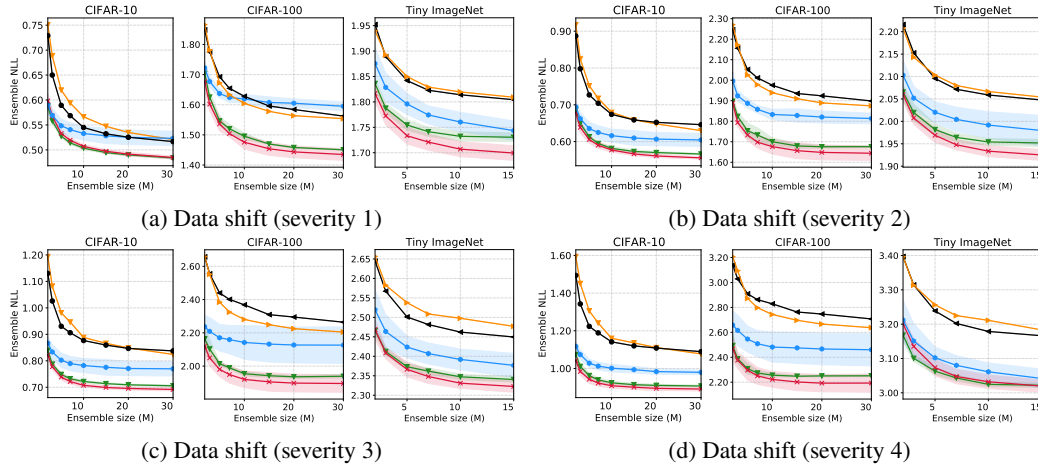 CIFAR-10 CIFAR-100 Tiny ImageNet CIFAR-10 CIFAR-100 Tiny ImageNet
Ensemble NLL
0.75
0.70
0.65
0.60
0.55
0.50
10 20 30
Ensemble size (M)
1.80
1.70
1.60
1.50
1.40
10 20 30
Ensemble size (M)
1.95
1.90
1.85
1.80
1.75
1.70
5 10 15
Ensemble size (M)
Ensemble NLL
0.90
0.80
0.70
0.60
10 20 30
Ensemble size (M)
2.30
2.20
2.10
2.00
1.90
1.80
1.70
1.60
10 20 30
Ensemble size (M)
2.20
2.15
2.10
2.05
2.00
1.95
1.90
5 10 15
Ensemble size (M)
(a) Data shift (severity 1)
(b) Data shift (severity 2)
CIFAR-10 CIFAR-100 Tiny ImageNet CIFAR-10 CIFAR-100 Tiny ImageNet
Ensemble NLL
1.20
1.10
1.00
0.90
0.80
0.70
10 20 30
Ensemble size (M)
2.60
2.40
2.20
2.00
10 20 30
Ensemble size (M)
2.65
2.60
2.55
2.50
2.45
2.40
2.35
2.30
5 10 15
Ensemble size (M)
Ensemble NLL
1.60
1.40
1.20
1.00
10 20 30
Ensemble size (M)
3.20
3.00
2.80
2.60
2.40
2.20
10 20 30
Ensemble size (M)
3.40
3.30
3.20
3.10
3.00
5 10 15
Ensemble size (M)
(c) Data shift (severity 3)
(d) Data shift (severity 4)